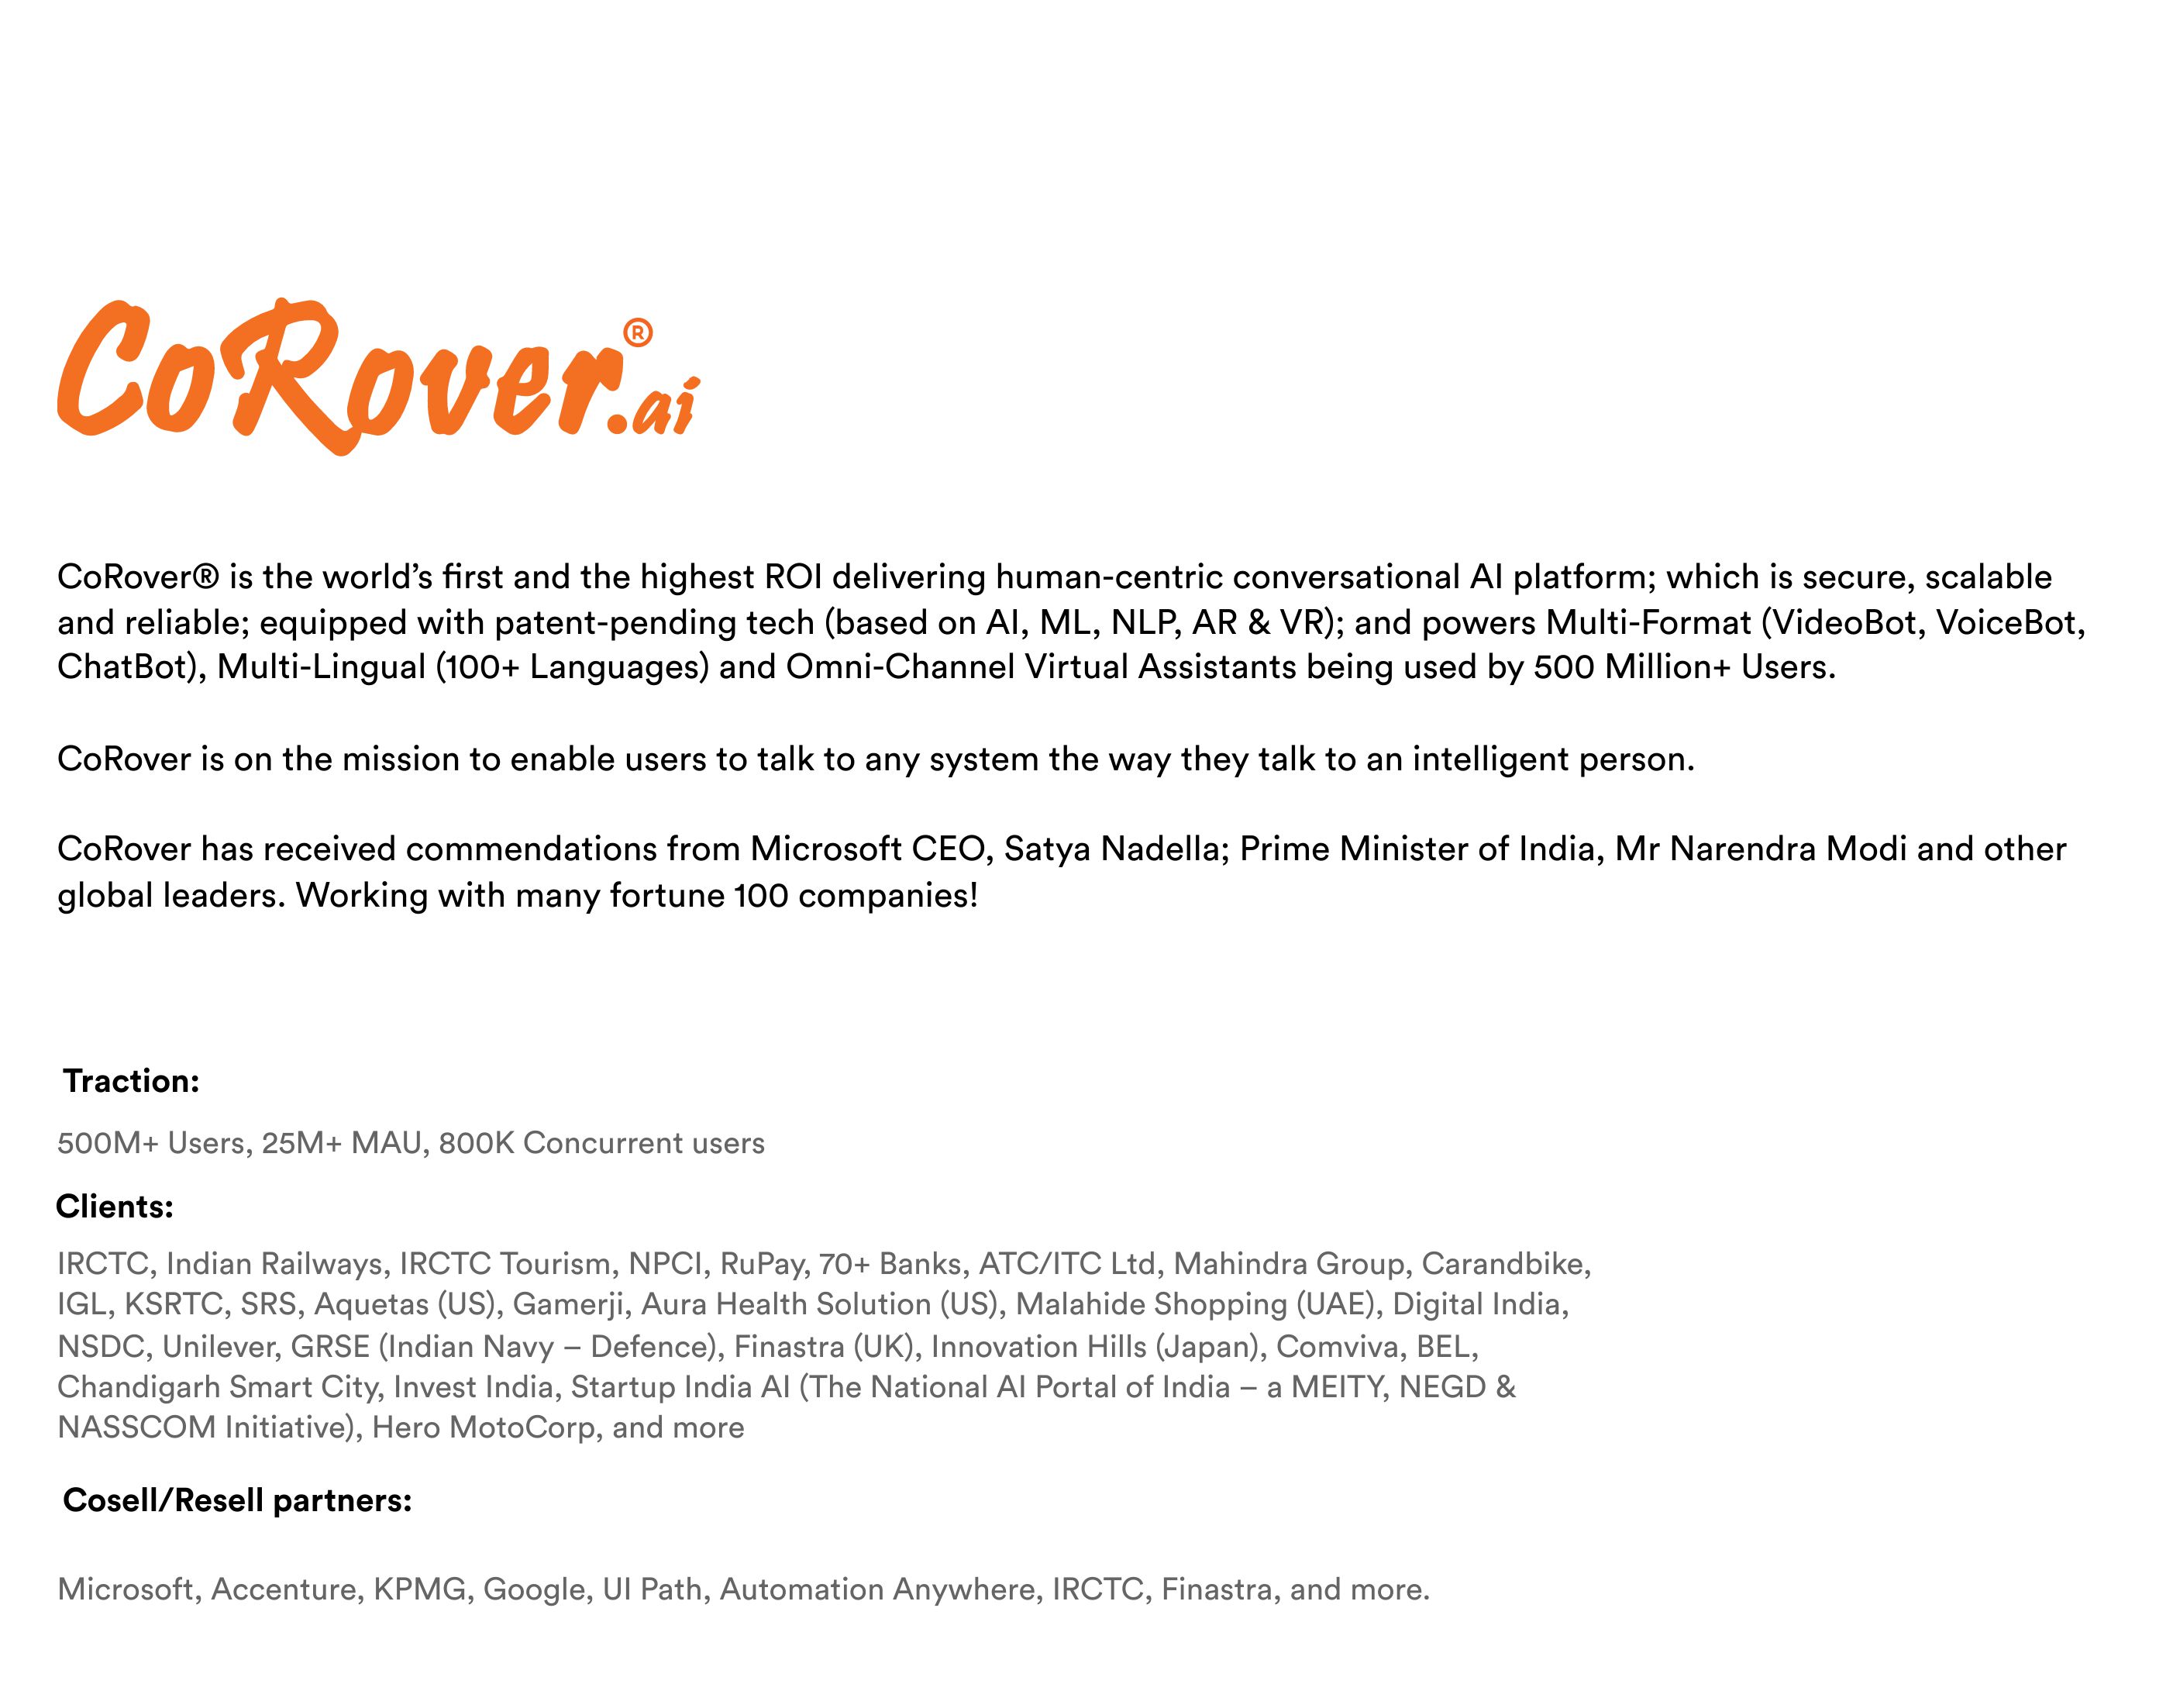 CoRover®.ai
CoRover® is the world’s first and the highest ROI delivering human-centric conversational AI platform; which is secure, scalable
and reliable; equipped with patent-pending tech (based on AI, ML, NLP, AR & VR); and powers Multi-Format (VideoBot, VoiceBot,
ChatBot), Multi-Lingual (100+ Languages) and Omni-Channel Virtual Assistants being used by 500 Million+ Users.
CoRover is on the mission to enable users to talk to any system the way they talk to an intelligent person.
CoRover has received commendations from Microsoft CEO, Satya Nadella; Prime Minister of India, Mr Narendra Modi and other
global leaders. Working with many fortune 100 companies!
Traction:
500M+ Users, 25M+ MAU, 800K Concurrent users
Clients:
IRCTC, Indian Railways, IRCTC Tourism, NPCI, RuPay, 70+ Banks, ATC/ITC Ltd, Mahindra Group, Carandbike,
IGL, KSRTC, SRS, Aquetas (US), Gamerji, Aura Health Solution (US), Malahide Shopping (UAE), Digital India,
NSDC, Unilever, GRSE (Indian Navy – Defence), Finastra (UK), Innovation Hills (Japan), Comviva, BEL,
Chandigarh Smart City, Invest India, Startup India AI (The National AI Portal of India – a MEITY, NEGD &
NASSCOM Initiative), Hero MotoCorp, and more
Cosell/Resell partners:
Microsoft, Accenture, KPMG, Google, UI Path, Automation Anywhere, IRCTC, Finastra, and more.